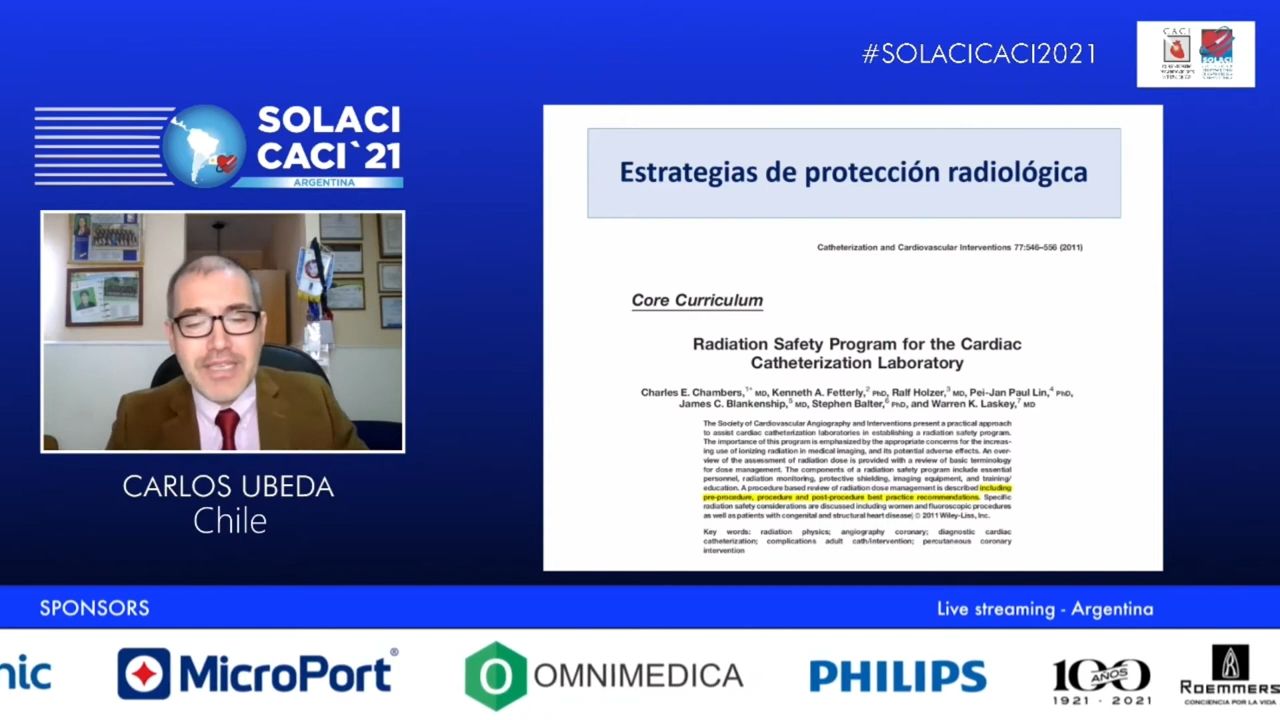 #SOLACICACI2021
CACI
SOLACI
SOLACI
CACI`21
ARGENTINA
CARLOS UBEDA
Chile
Estrategias de protección radiológica
Catheterization and Cardiovascular Interventions 77:546–556 (2011)
Core Curriculum
Radiation Safety Program for the Cardiac
Catheterization Laboratory
Charles E. Chambers,1* MD, Kenneth A. Fetterly,2 PhD, Ralf Holzer,3 MD, Pei-Jan Paul Lin,4 PhD,
James C. Blankenship,5 MD, Stephen Balter,6 PhD, and Warren K. Laskey,7 MD
The Society of Cardiovascular Angiography and Interventions present a practical approach
to assist cardiac catheterization laboratories in establishing a radiation safety program.
The importance of this program is emphasized by the appropriate concerns for the increas-
ing use of ionizing radiation in medical imaging, and its potential adverse effects. An over-
view of the assessment of radiation dose is provided with a review of basic terminology
for dose management. The components of a radiation safety program include essential
personnel, radiation monitoring, protective shielding, imaging equipment, and training/
education. A procedure based review of radiation dose management is described including
pre-procedure, procedure and post-procedure best practice recommendations. Specific
radiation safety considerations are discussed including women and fluoroscopic procedures
as well as patients with congenital and structural heart disease. © 2011 Wiley-Liss, Inc.
Key words: radiation physics; angiography coronary; diagnostic cardiac
catheterization; complications adult cath/intervention; percutaneous coronary
intervention
SPONSORS
Live streaming - Argentina
nic
MicroPort®
OMNIMEDICA
PHILIPS
100 AÑOS
1921 · 2021
ROEMMERS
CONCIENCIA POR LA VIDA